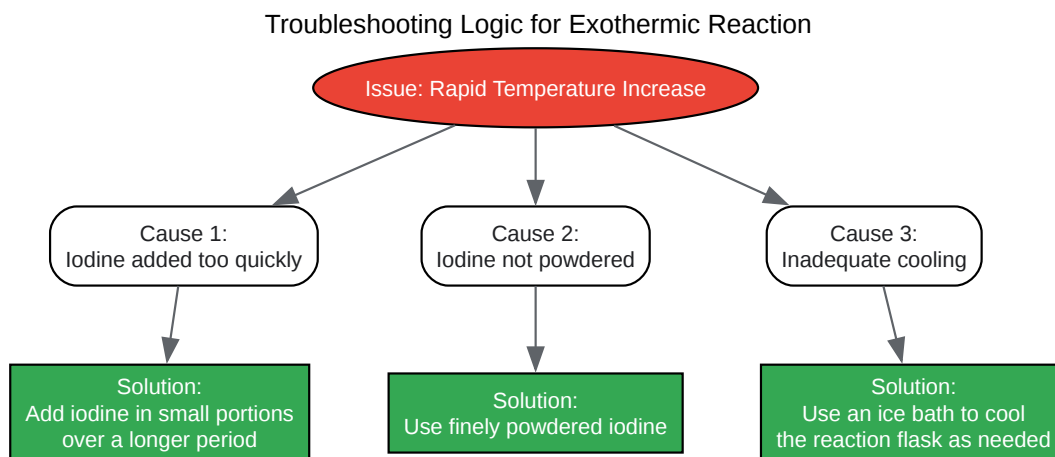 Troubleshooting Logic for Exothermic Reaction
Issue: Rapid Temperature Increase
Cause 1:
Iodine added too quickly
Cause 2:
Iodine not powdered
Cause 3:
Inadequate cooling
Solution:
Add iodine in small portions
over a longer period
Solution:
Use finely powdered iodine
Solution:
Use an ice bath to cool
the reaction flask as needed